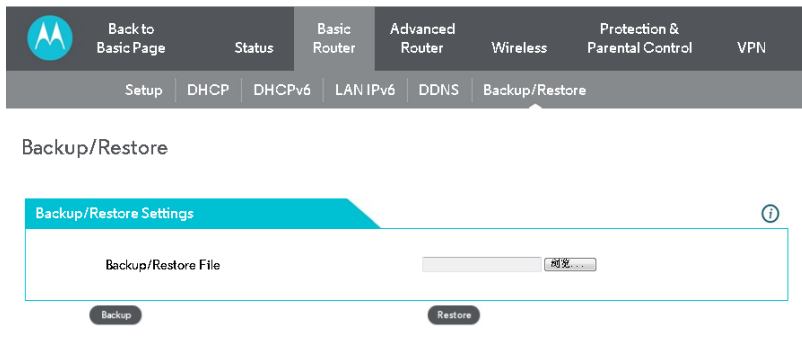 Back to
Basic Page
Status
Basic
Router
Advanced
Router
Wireless
Protection &
Parental Control
VPN
Setup DHCP DHCPv6 LAN IPv6 DDNS Backup/Restore
Backup/Restore
Backup/Restore Settings
Backup/Restore File
浏览...
Backup Restore